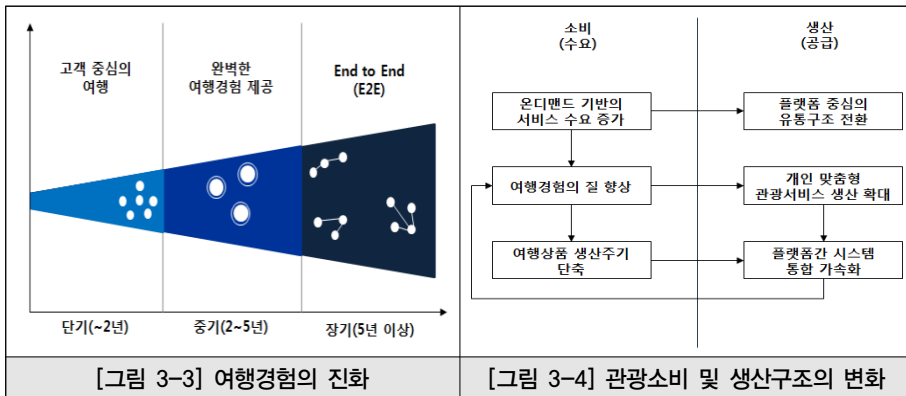 고객 중심의
여행
완벽한
여행경험 제공
End to End
(E2E)
단기(~2년)
중기(2~5년)
장기(5년 이상)
[그림 3-3] 여행경험의 진화
소비
(수요)
생산
(공급)
온디맨드 기반의
서비스 수요 증가
플랫폼 중심의
유통구조 전환
여행경험의 질 향상
개인 맞춤형
관광서비스 생산 확대
여행상품 생산주기
단축
플랫폼간 시스템
통합 가속화
[그림 3-4] 관광소비 및 생산구조의 변화